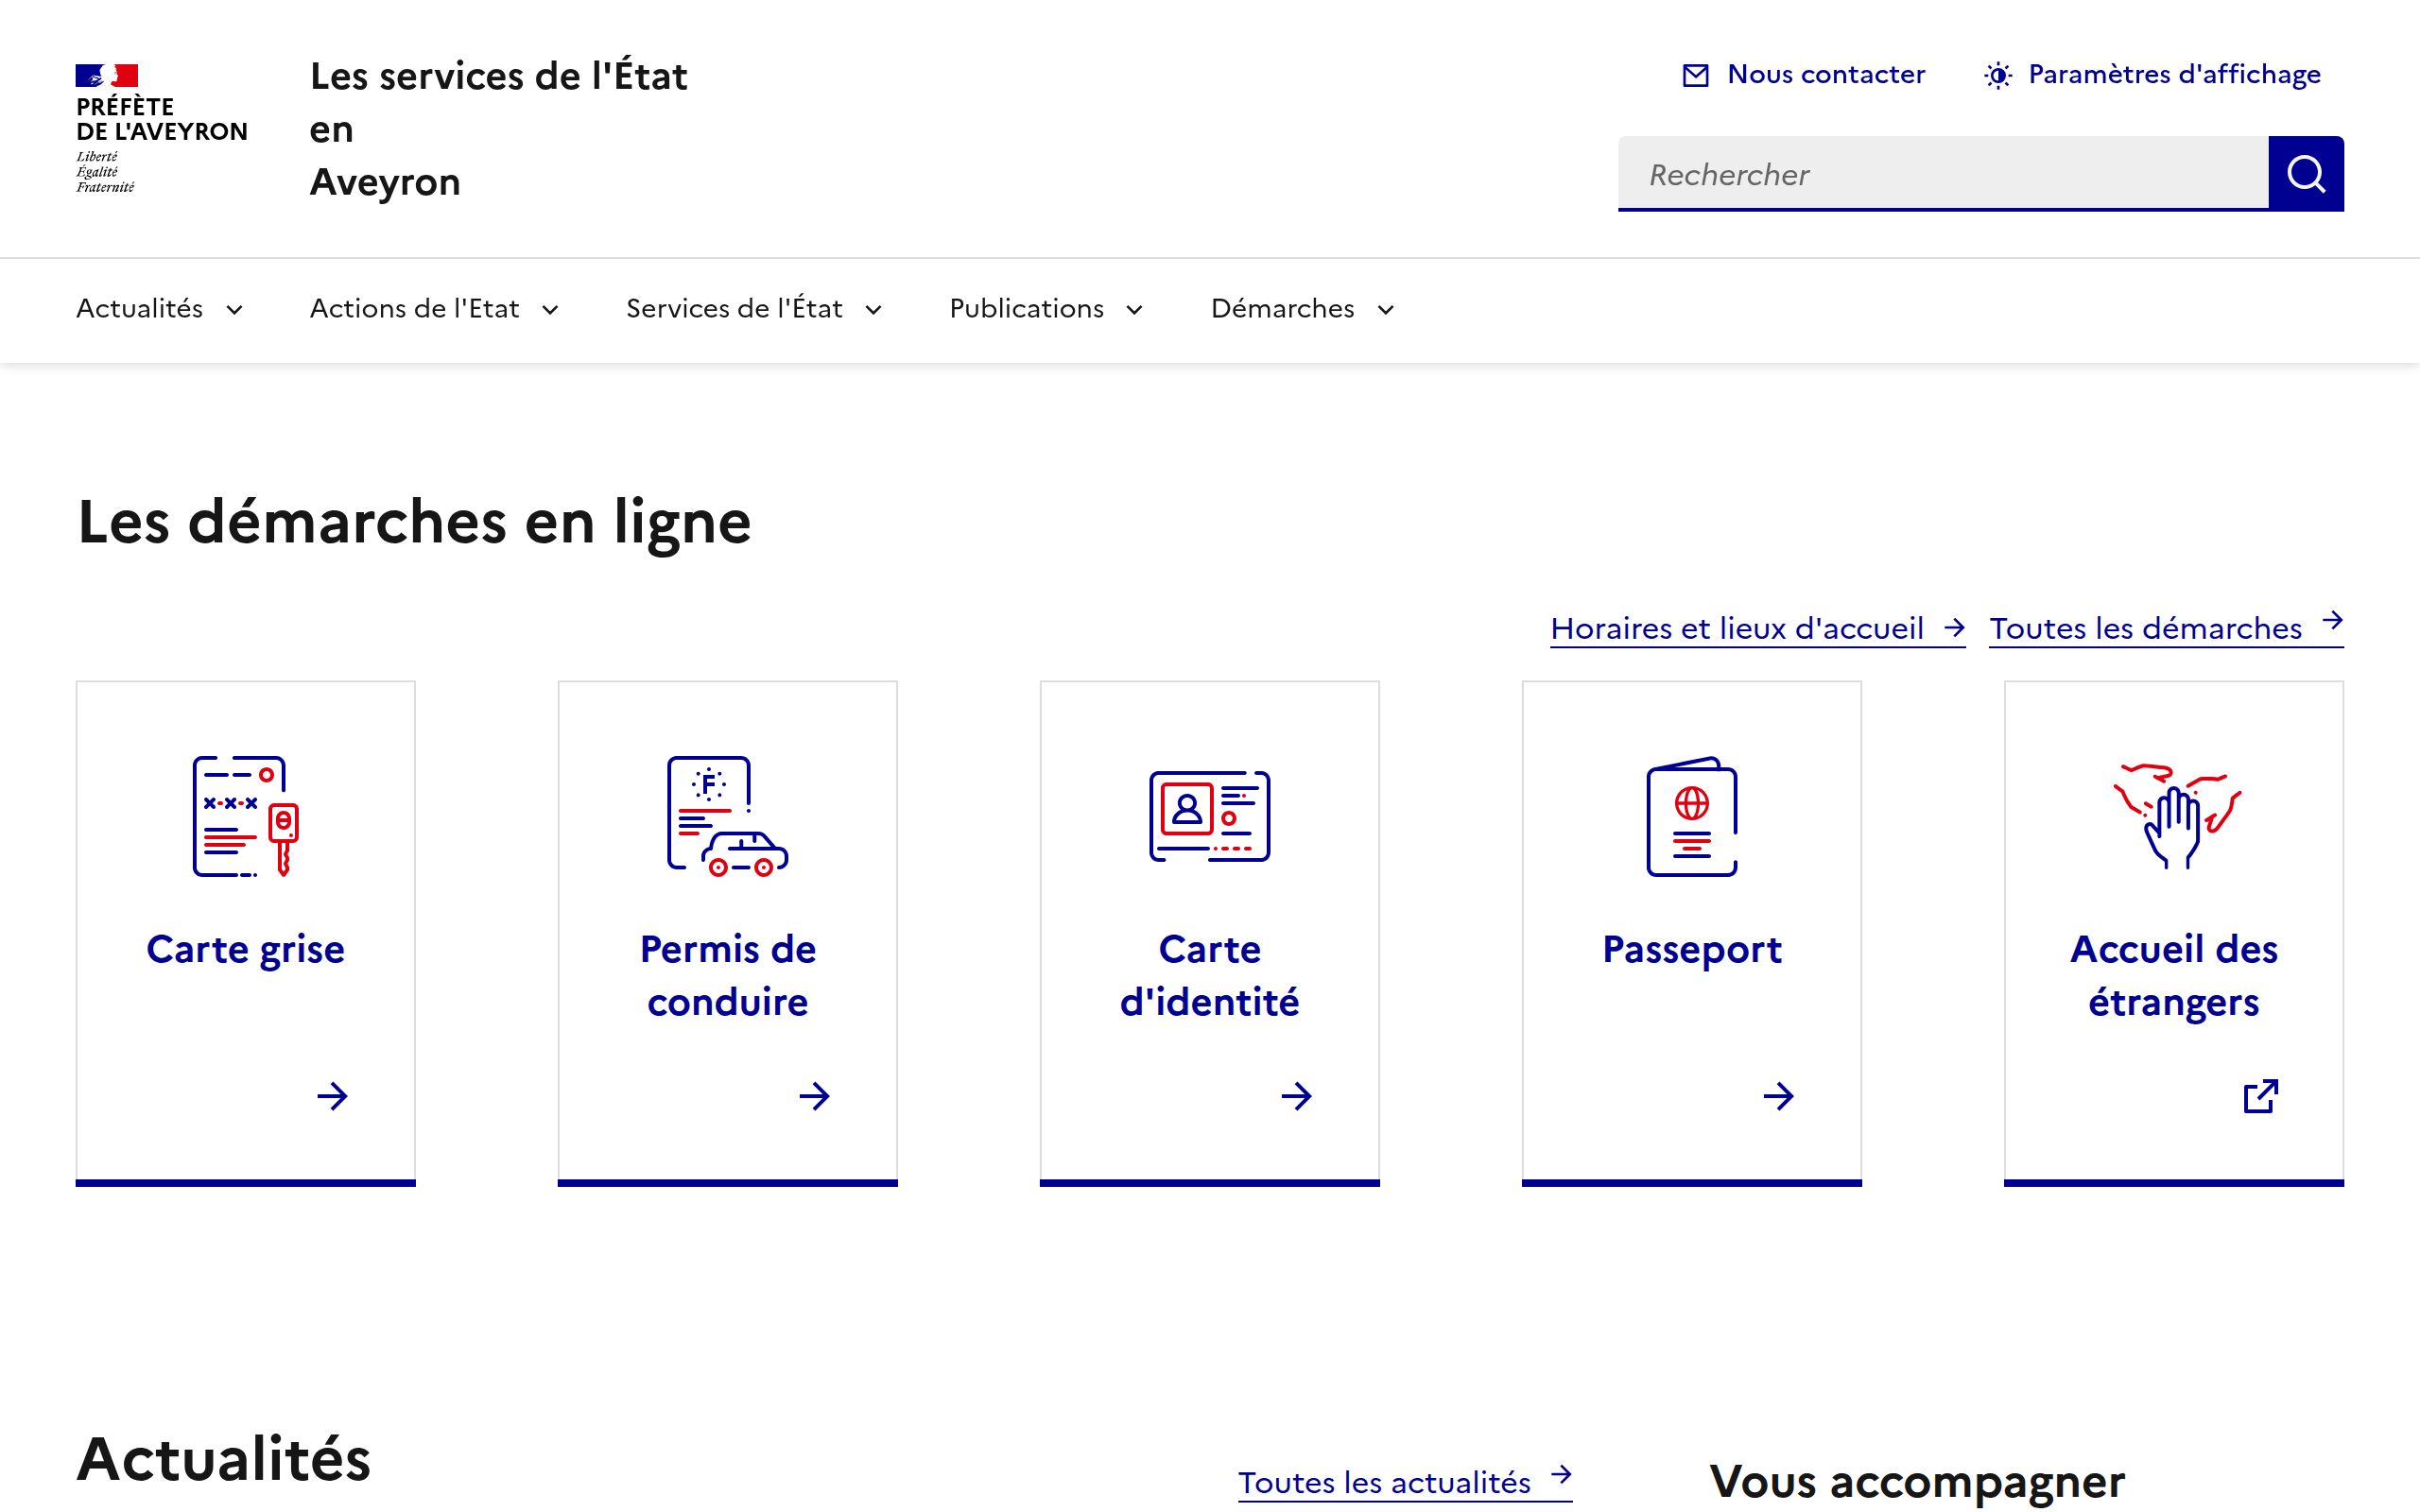 PRÉFÈTE
DE L'AVEYRON
Liberté
Égalité
Fraternité
Les services de l'État
en
Aveyron
Nous contacter
Paramètres d'affichage
Rechercher
Actualités
Actions de l'Etat
Services de l'État
Publications
Démarches
Les démarches en ligne
Horaires et lieux d'accueil
Toutes les démarches
F
Carte grise
Permis de
conduire
Carte
d'identité
Passeport
Accueil des
étrangers
Actualités
Toutes les actualités
Vous accompagner